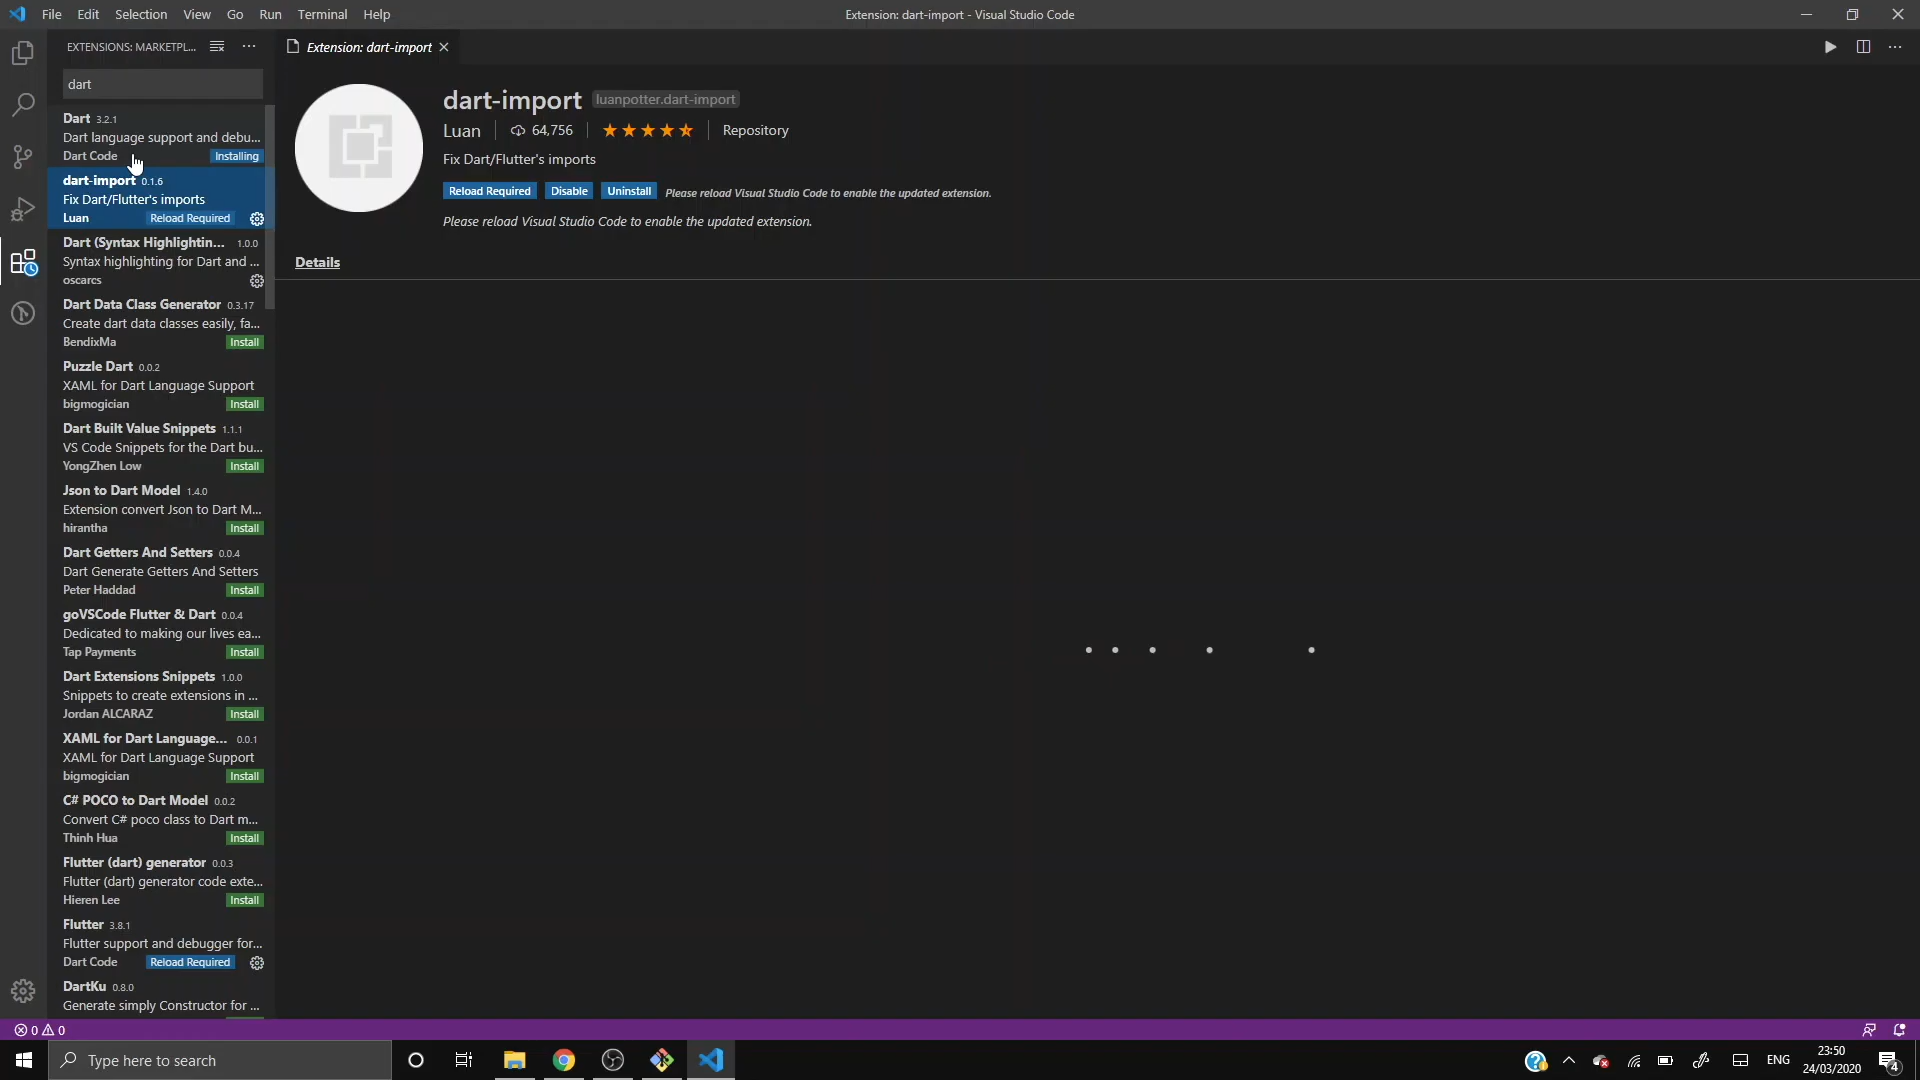 File Edit Selection View Go Run Terminal Help
Extension: dart-import - Visual Studio Code
EXTENSIONS: MARKETPL...
Extension: dart-import
dart
Dart 3.2.1
Dart language support and debu...
Dart Code Installing
dart-import 0.1.6
Fix Dart/Flutter's imports
Luan Reload Required
Dart (Syntax Highlightin... 1.0.0
Syntax highlighting for Dart and ...
oscarcs
Dart Data Class Generator 0.3.17
Create dart data classes easily, fa...
BendixMa Install
Puzzle Dart 0.0.2
XAML for Dart Language Support
bigmogician Install
Dart Built Value Snippets 1.1.1
VS Code Snippets for the Dart bu...
YongZhen Low Install
Json to Dart Model 1.4.0
Extension convert Json to Dart M...
hirantha Install
Dart Getters And Setters 0.0.4
Dart Generate Getters And Setters
Peter Haddad Install
goVSCode Flutter & Dart 0.0.4
Dedicated to making our lives ea...
Tap Payments Install
Dart Extensions Snippets 1.0.0
Snippets to create extensions in ...
Jordan ALCARAZ Install
XAML for Dart Language... 0.0.1
XAML for Dart Language Support
bigmogician Install
C# POCO to Dart Model 0.0.2
Convert C# poco class to Dart m...
Thinh Hua Install
Flutter (dart) generator 0.0.3
Flutter (dart) generator code exte...
Hieren Lee Install
Flutter 3.8.1
Flutter support and debugger for...
Dart Code Reload Required
DartKu 0.8.0
Generate simply Constructor for ...
dart-import luanpotter.dart-import
Luan 64,756 Repository
Fix Dart/Flutter's imports
Reload Required Disable Uninstall Please reload Visual Studio Code to enable the updated extension.
Please reload Visual Studio Code to enable the updated extension.
Details
0 0
Type here to search
ENG
23:50
24/03/2020
4